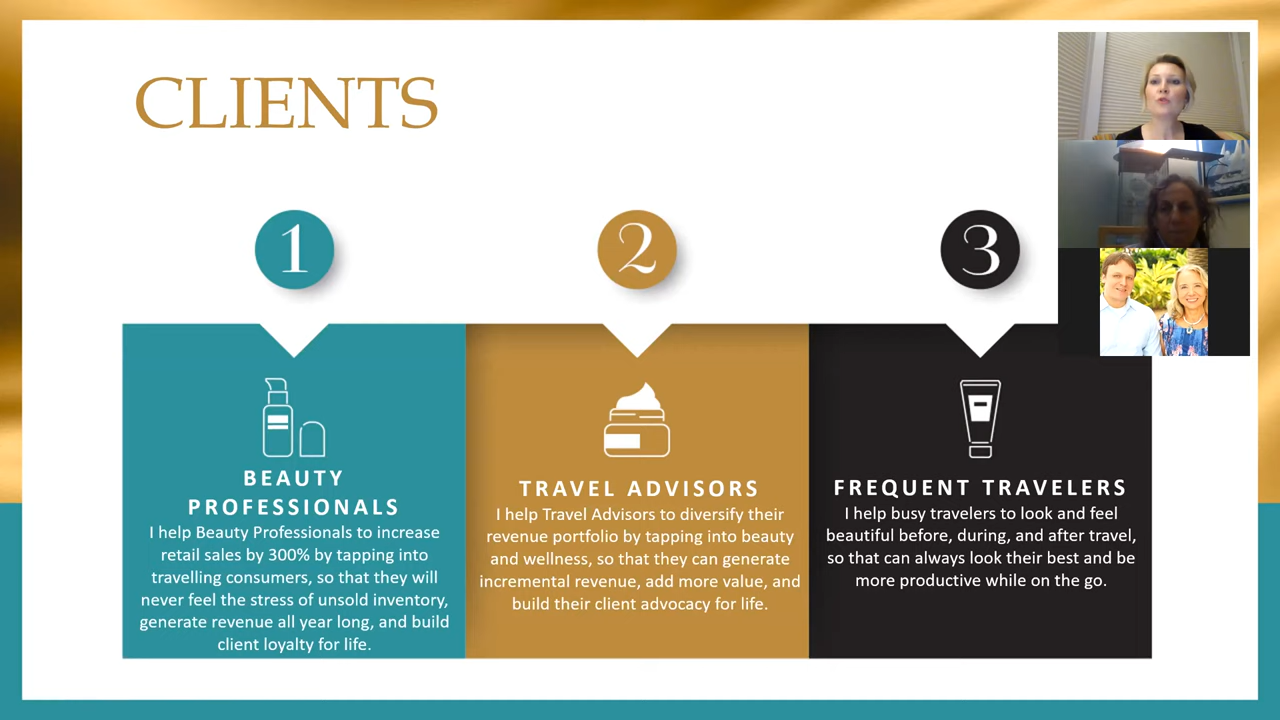 CLIENTS
1
2
3
BEAUTY
PROFESSIONALS
I help Beauty Professionals to increase
retail sales by 300% by tapping into
travelling consumers, so that they will
never feel the stress of unsold inventory,
generate revenue all year long, and build
client loyalty for life.
TRAVEL ADVISORS
I help Travel Advisors to diversify their
revenue portfolio by tapping into beauty
and wellness, so that they can generate
incremental revenue, add more value, and
build their client advocacy for life.
FREQUENT TRAVELERS
I help busy travelers to look and feel
beautiful before, during, and after travel,
so that can always look their best and be
more productive while on the go.